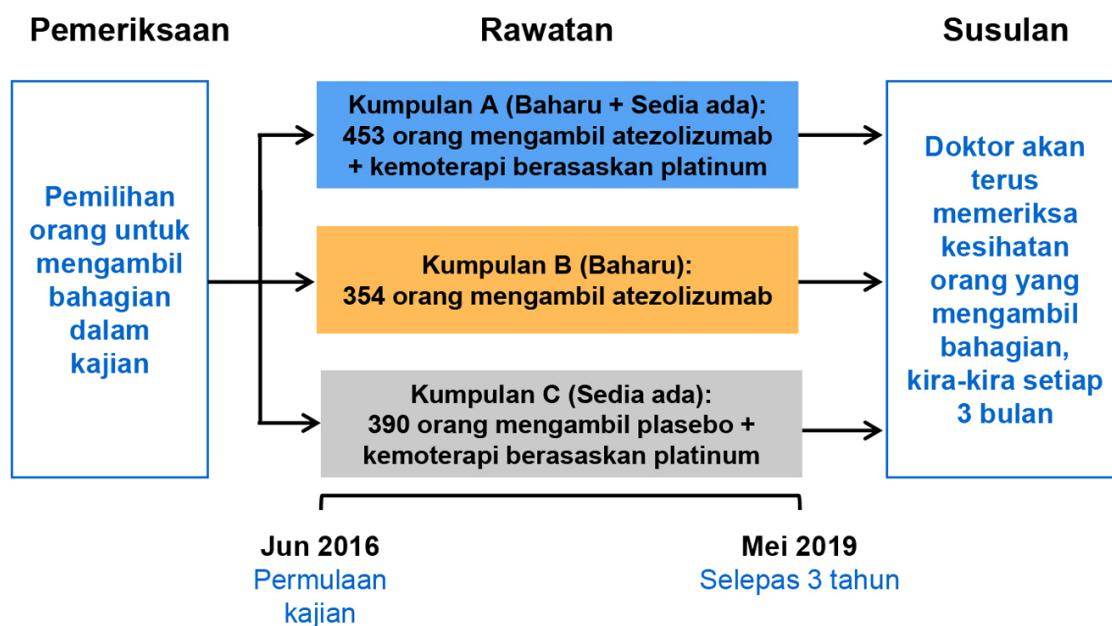 Pemeriksaan
Rawatan
Susulan
Pemilihan
orang untuk
mengambil
bahagian
dalam
kajian
Kumpulan A (Baharu + Sedia ada):
453 orang mengambil atezolizumab
+ kemoterapi berasaskan platinum
Kumpulan B (Baharu):
354 orang mengambil atezolizumab
Kumpulan C (Sedia ada):
390 orang mengambil plasebo +
kemoterapi berasaskan platinum
Doktor akan
terus
memeriksa
kesihatan
orang yang
mengambil
bahagian,
kira-kira setiap
3 bulan
Jun 2016
Permulaan
kajian
Mei 2019
Selepas 3 tahun